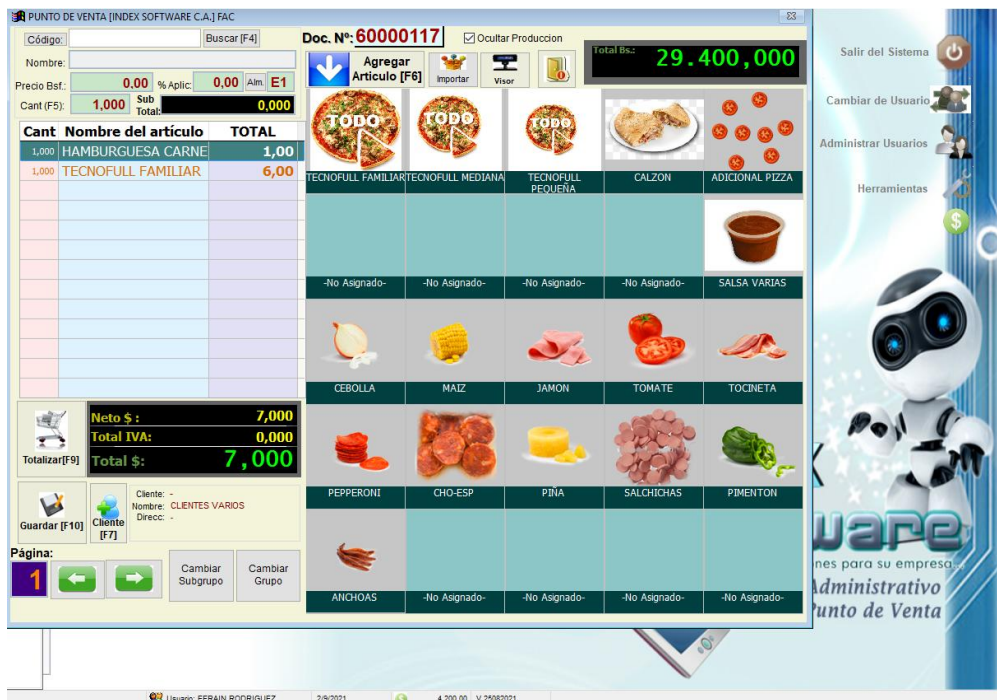 PUNTO DE VENTA [INDEX SOFTWARE C.A.] FAC
Código:
Buscar [F4]
Nombre:
Precio Bsf.:
0,00
% Aplic:
0,00
Alm.
E1
Cant (F5):
1,000
Sub Total:
0,000
Doc. Nº: 60000117
Ocultar Produccion
Agregar
Articulo [F6]
Importar
Visor
Total Bs.:
29.400,000
Cant Nombre del artículo TOTAL
1,000 HAMBURGUESA CARNE 1,00
1,000 TECNOFULL FAMILIAR 6,00
TODO
TODO
TODO
TECNOFULL FAMILIAR
TECNOFULL MEDIANA
TECNOFULL
PEQUEÑA
CALZON
ADICIONAL PIZZA
-No Asignado-
-No Asignado-
-No Asignado-
-No Asignado-
SALSA VARIAS
CEBOLLA
MAIZ
JAMON
TOMATE
TOCINETA
PEPPERONI
CHO-ESP
PIÑA
SALCHICHAS
PIMENTON
ANCHOAS
-No Asignado-
-No Asignado-
-No Asignado-
-No Asignado-
Totalizar[F9]
Neto $ : 7,000
Total IVA: 0,000
Total $: 7,000
Guardar [F10]
Cliente
[F7]
Cliente: -
Nombre: CLIENTES VARIOS
Direcc: -
Página:
1
Cambiar
Subgrupo
Cambiar
Grupo
Salir del Sistema
Cambiar de Usuario
Administrar Usuarios
Herramientas
$
X
ware
nes para su empresa...
Administrativo
Punto de Venta
Usuario: EFRAIN RODRIGUEZ
2/9/2021
4.200,00
V.25082021